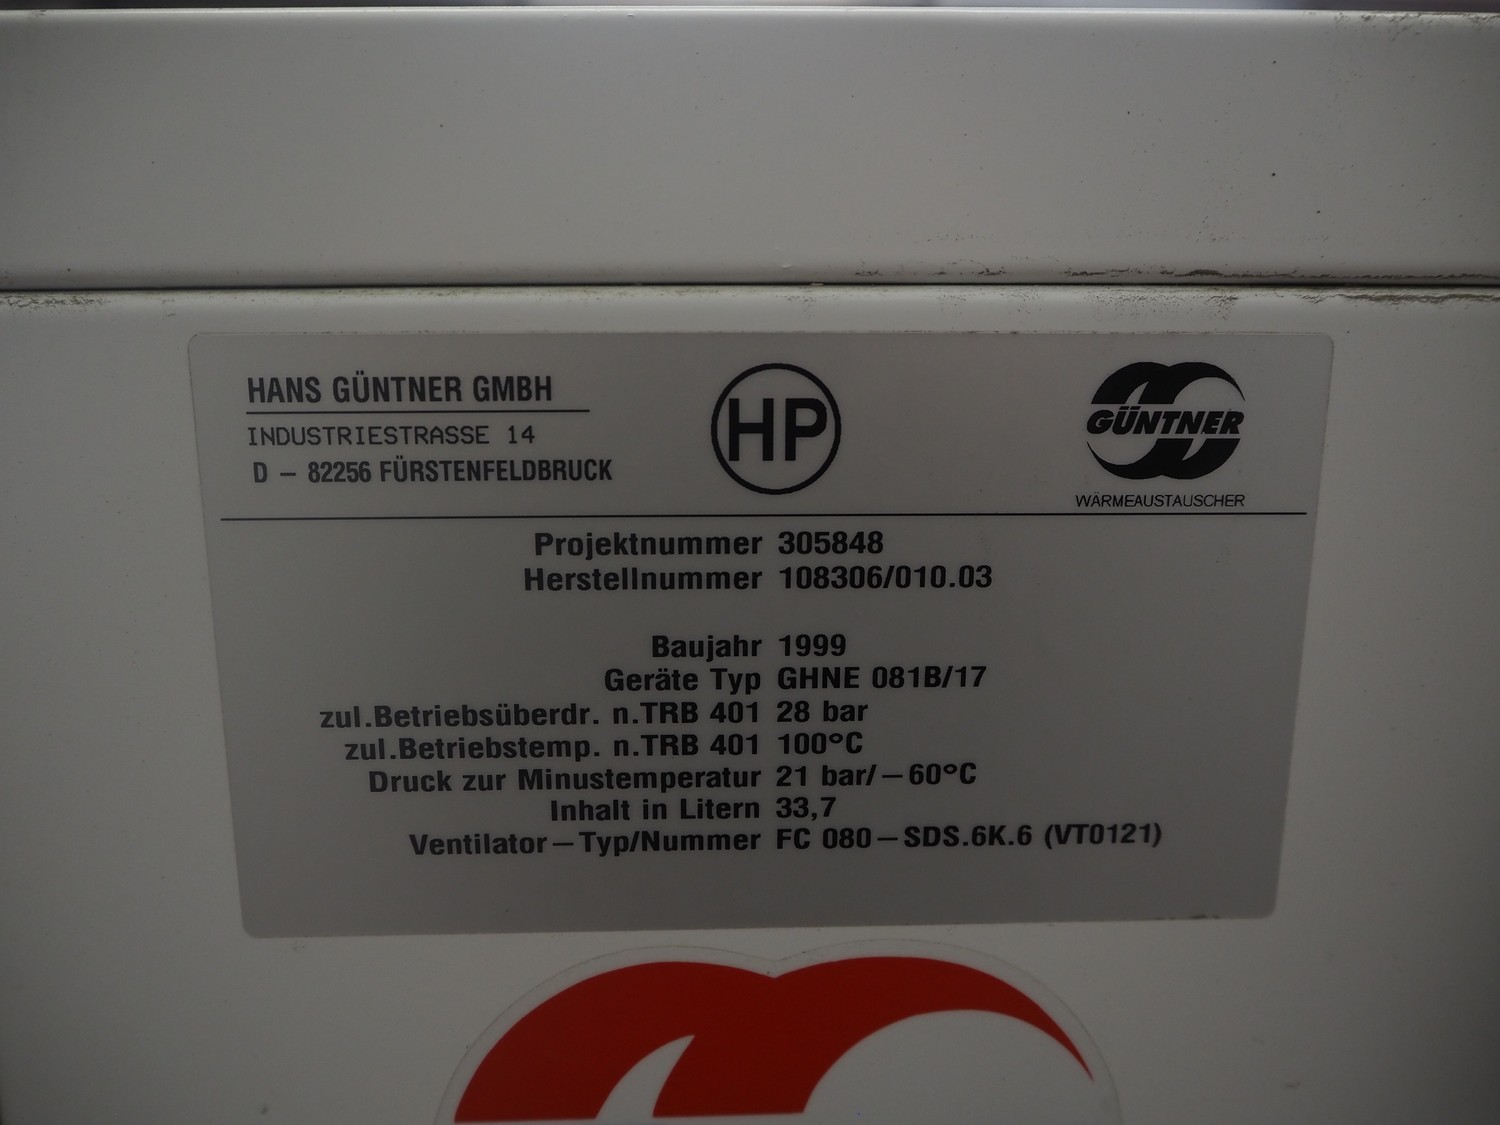 HANS GÜNTNER GMBH
INDUSTRIESTRASSE 14
D – 82256 FÜRSTENFELDBRUCK
HP
GÜNTNER
WÄRMEAUSTAUSCHER
Projektnummer 305848
Herstellnummer 108306/010.03
Baujahr 1999
Geräte Typ GHNE 081B/17
zul.Betriebsüberdr. n.TRB 401 28 bar
zul.Betriebstemp. n.TRB 401 100°C
Druck zur Minustemperatur 21 bar/–60°C
Inhalt in Litern 33,7
Ventilator–Typ/Nummer FC 080–SDS.6K.6 (VT0121)